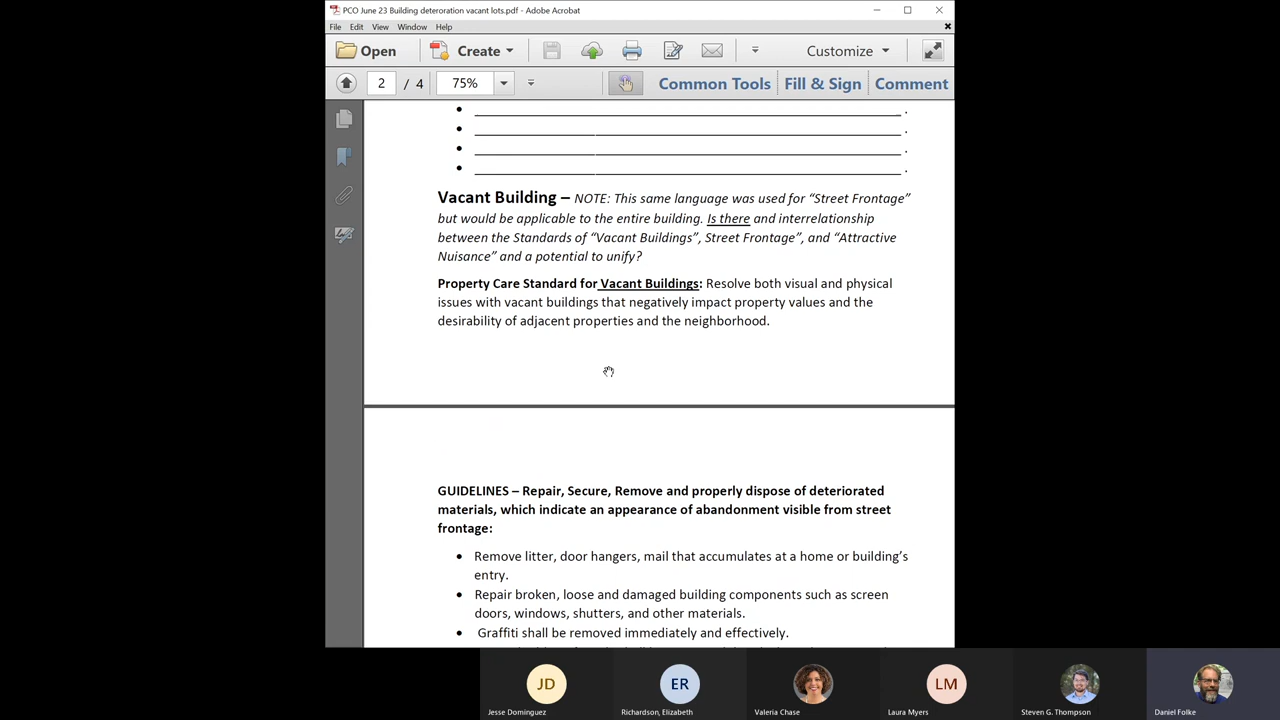 PCO June 23 Building deteroration vacant lots.pdf - Adobe Acrobat
File Edit View Window Help
Open Create Customize
2 / 4 75% Common Tools Fill & Sign Comment
Vacant Building – NOTE: This same language was used for “Street Frontage”
but would be applicable to the entire building. Is there and interrelationship
between the Standards of “Vacant Buildings”, Street Frontage”, and “Attractive
Nuisance” and a potential to unify?
Property Care Standard for Vacant Buildings: Resolve both visual and physical
issues with vacant buildings that negatively impact property values and the
desirability of adjacent properties and the neighborhood.
GUIDELINES – Repair, Secure, Remove and properly dispose of deteriorated
materials, which indicate an appearance of abandonment visible from street
frontage:
• Remove litter, door hangers, mail that accumulates at a home or building’s
entry.
• Repair broken, loose and damaged building components such as screen
doors, windows, shutters, and other materials.
• Graffiti shall be removed immediately and effectively.
JD ER LM
Jesse Dominguez Richardson, Elizabeth Valeria Chase Laura Myers Steven G. Thompson Daniel Folke